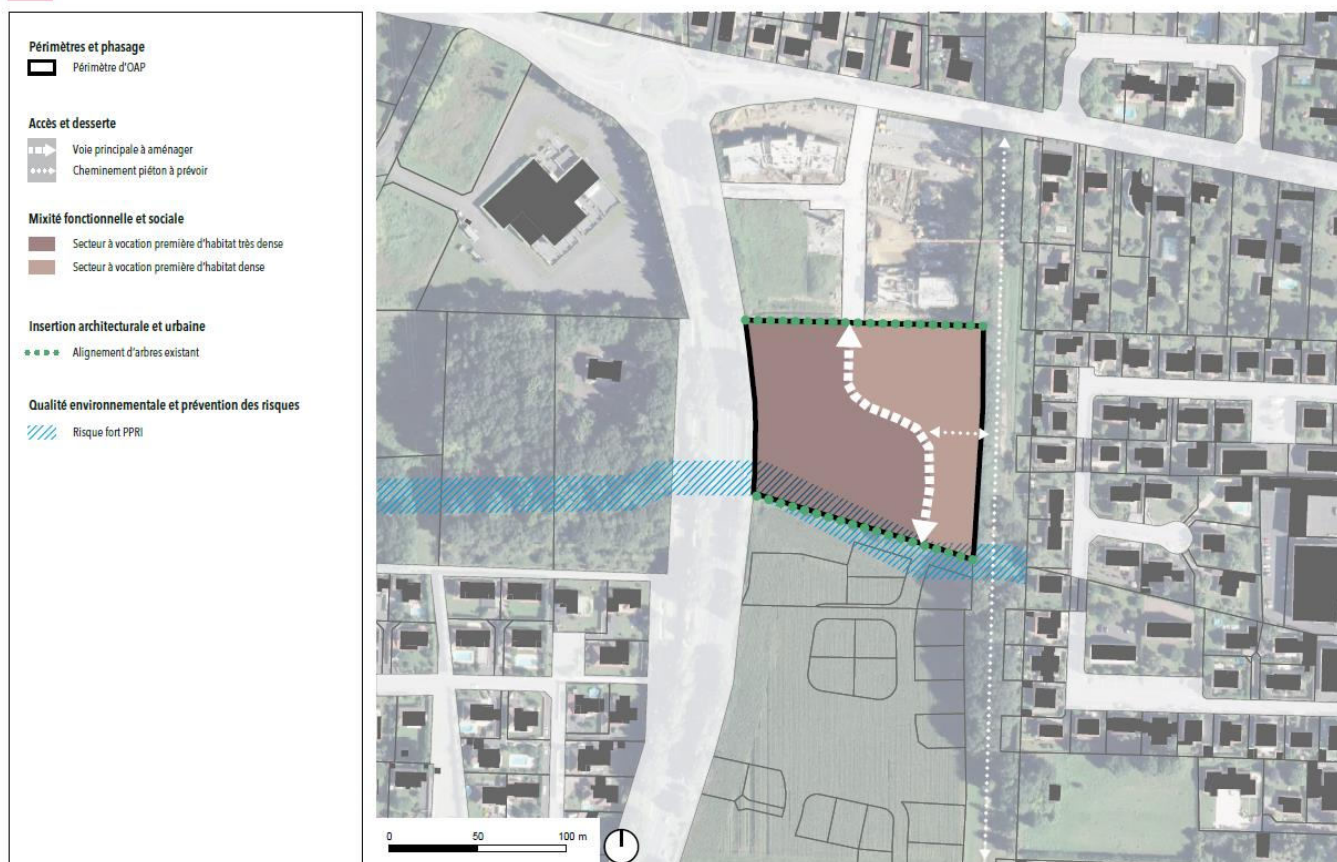 Périmètres et phasage
Périmètre d'OAP
Accès et desserte
Voie principale à aménager
Cheminement piéton à prévoir
Mixité fonctionnelle et sociale
Secteur à vocation première d'habitat très dense
Secteur à vocation première d'habitat dense
Insertion architecturale et urbaine
Alignement d'arbres existant
Qualité environnementale et prévention des risques
Risque fort PPRI
0 50 100 m